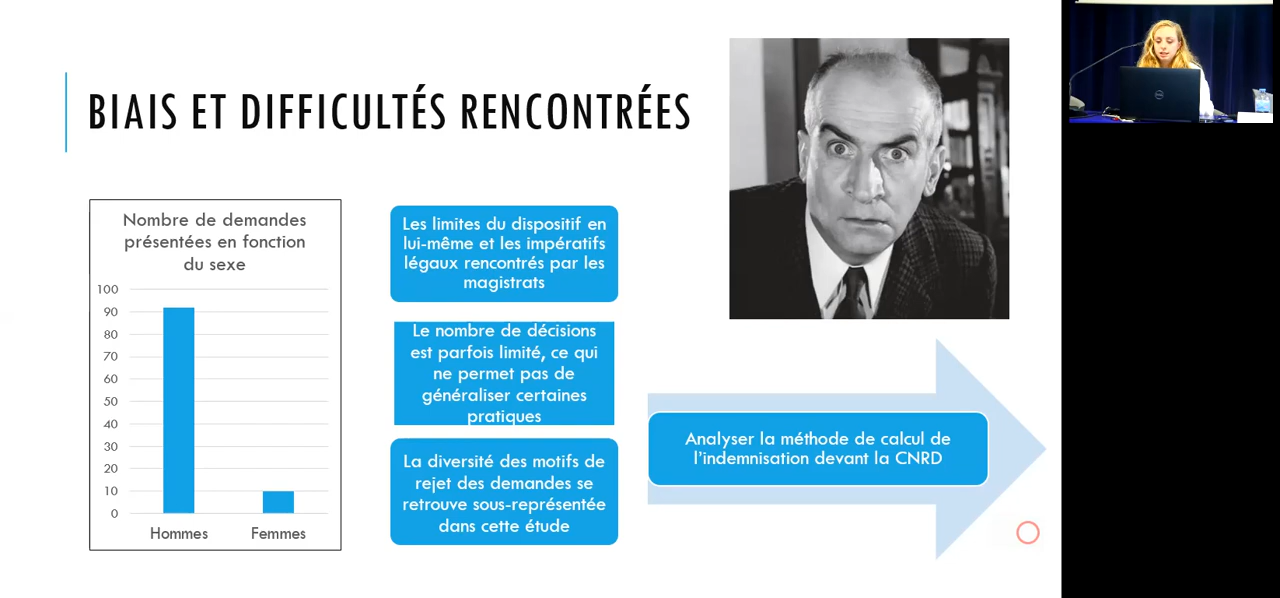 BIAIS ET DIFFICULTÉS RENCONTRÉES
Nombre de demandes
présentées en fonction
du sexe
100
90
80
70
60
50
40
30
20
10
0
Hommes
Femmes
Les limites du dispositif en
lui-même et les impératifs
légaux rencontrés par les
magistrats
Le nombre de décisions
est parfois limité, ce qui
ne permet pas de
généraliser certaines
pratiques
La diversité des motifs de
rejet des demandes se
retrouve sous-représentée
dans cette étude
Analyser la méthode de calcul de
l'indemnisation devant la CNRD